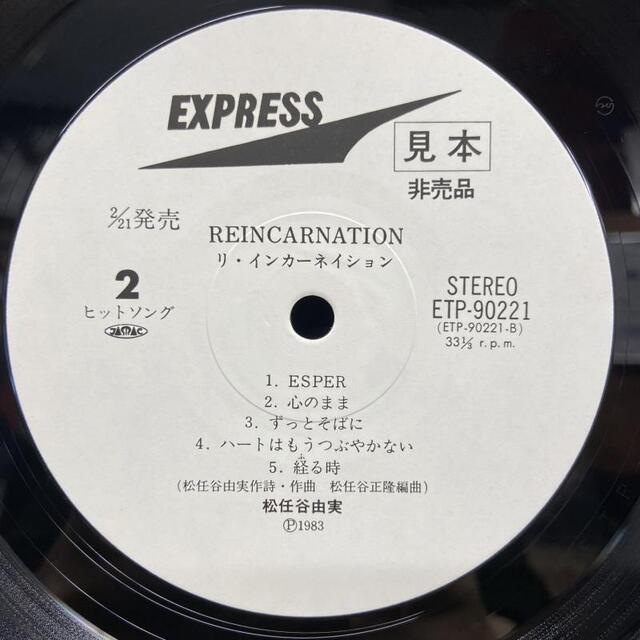 EXPRESS
見本
非売品
2/21発売
REINCARNATION
リ・インカーネイション
2
ヒットソング
JAMAC
STEREO
ETP-90221
(ETP-90221-B)
33⅓ r.p.m.
1. ESPER
2. 心のまま
3. ずっとそばに
4. ハートはもうつぶやかない
5. 経る時
(松任谷由実作詩・作曲 松任谷正隆編曲)
松任谷由実
Ⓟ1983